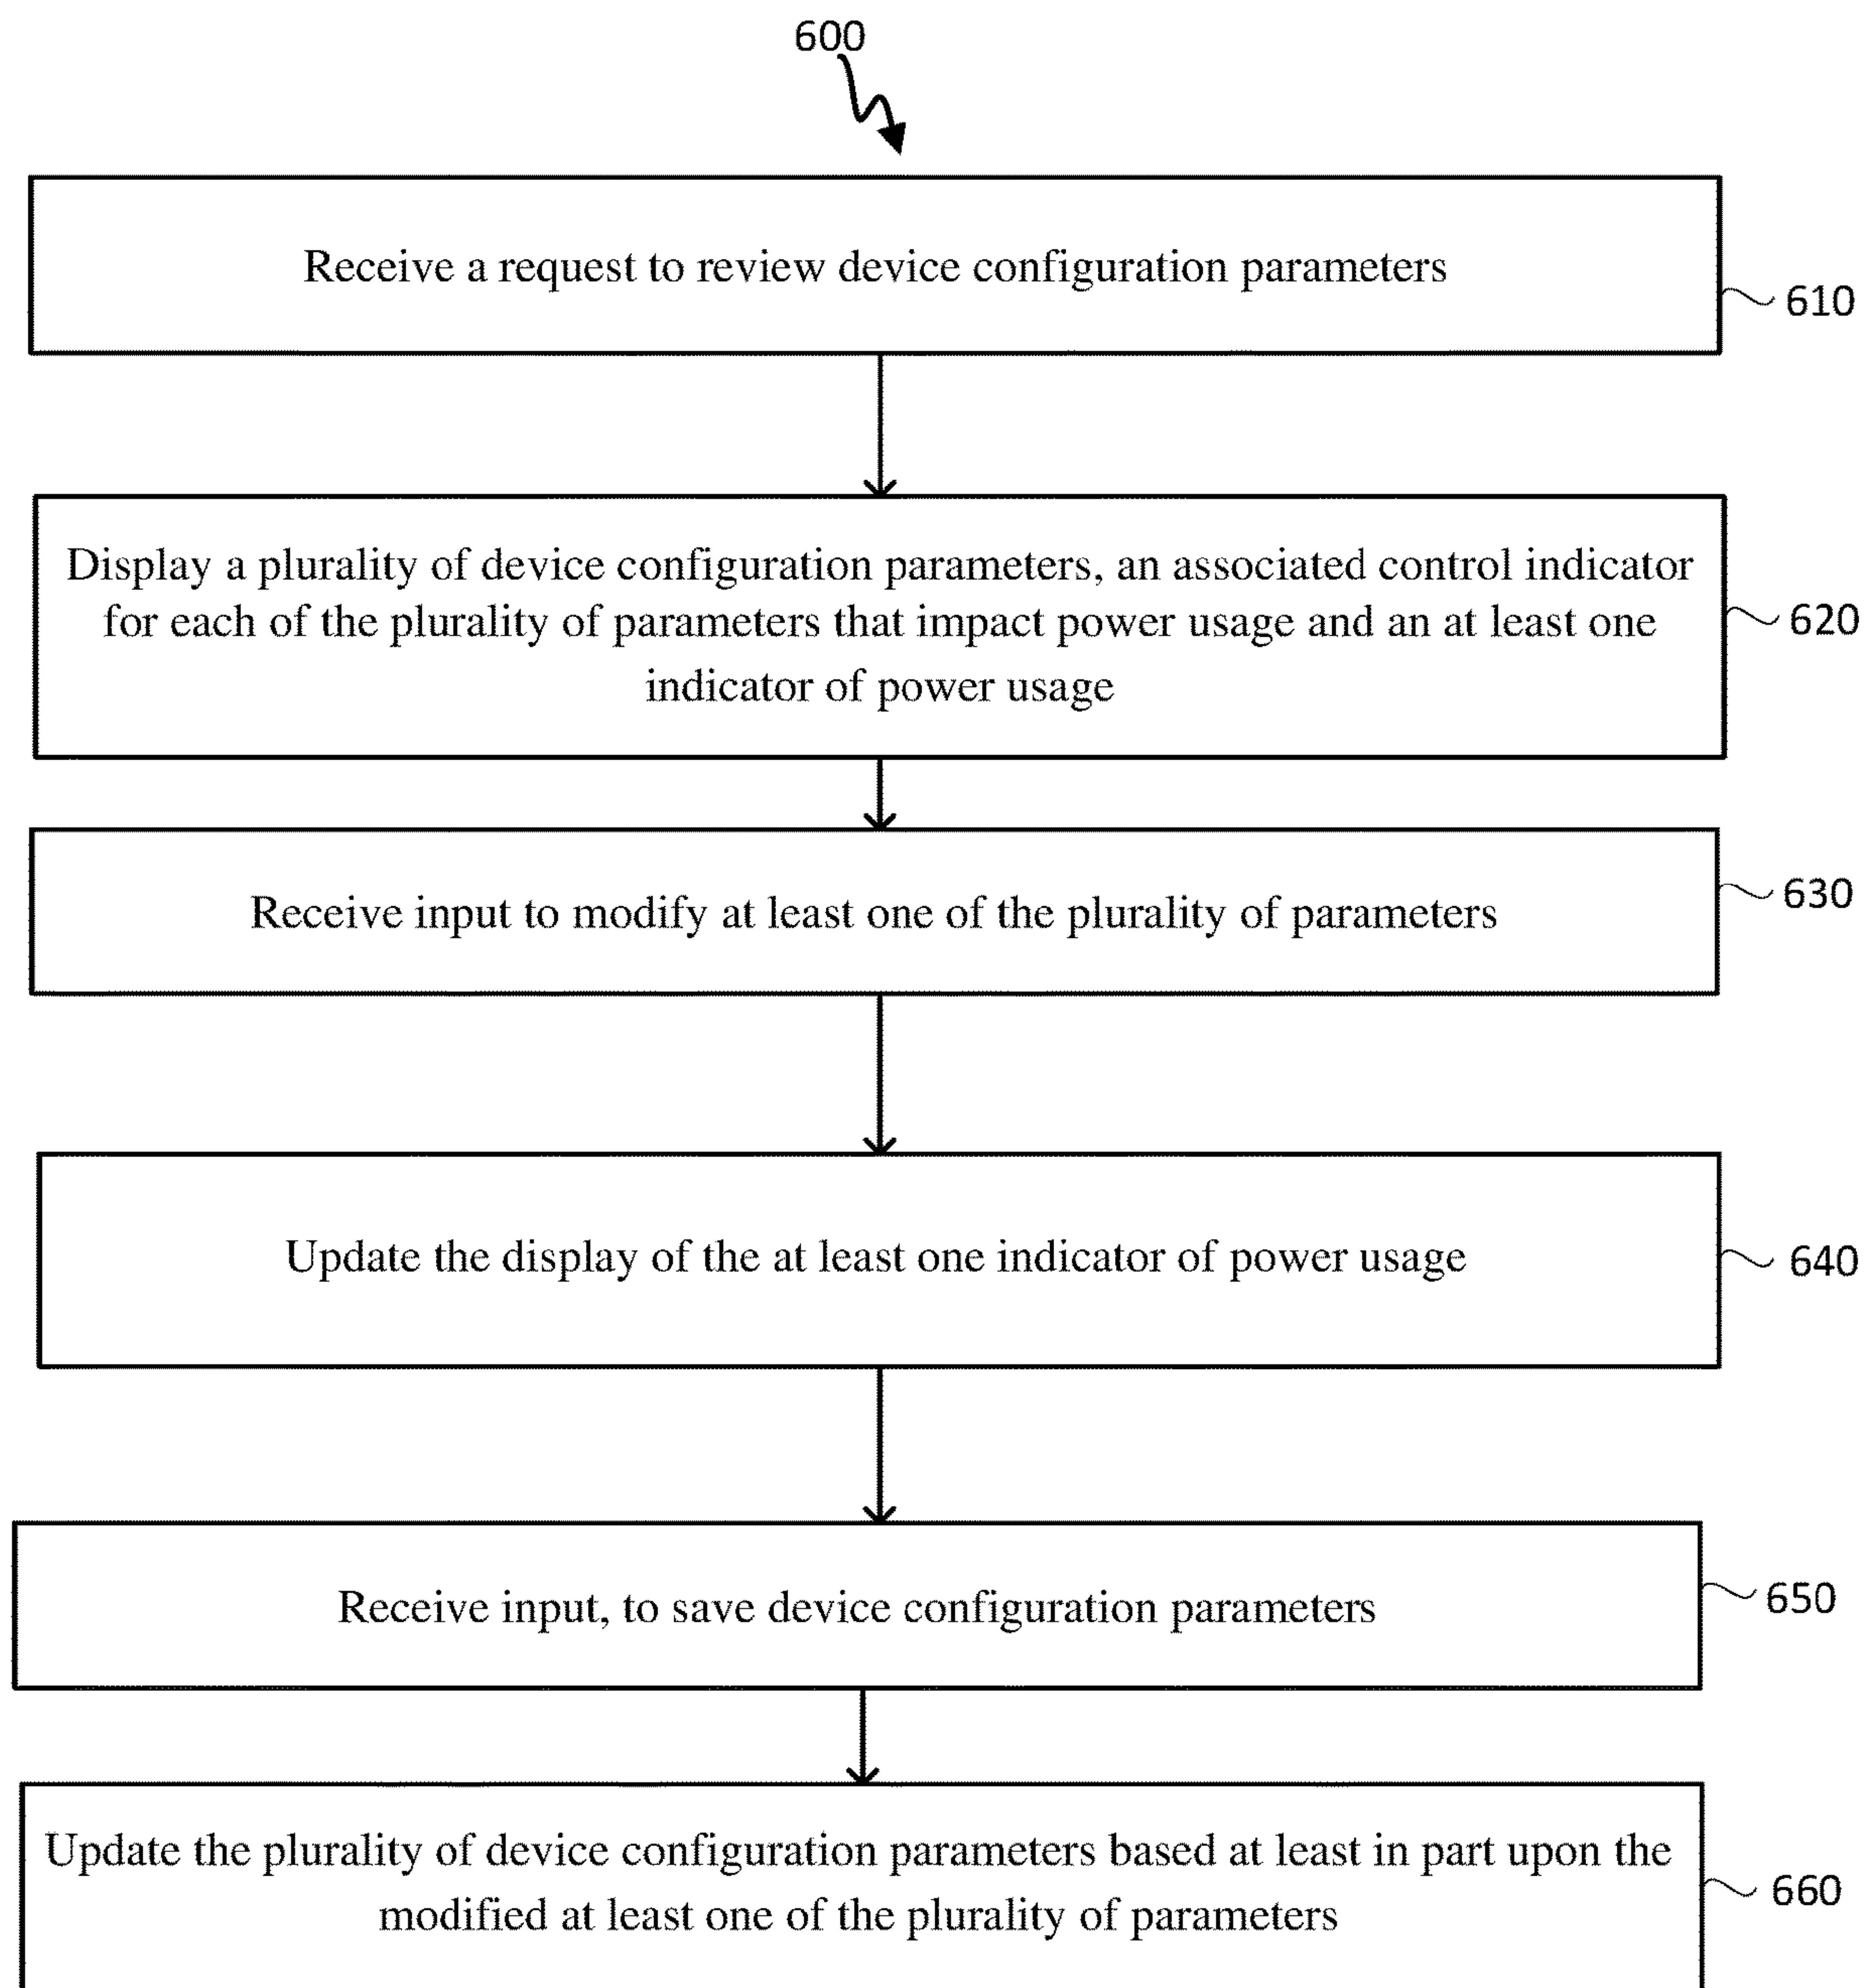 600
Receive a request to review device configuration parameters
610
Display a plurality of device configuration parameters, an associated control indicator
for each of the plurality of parameters that impact power usage and an at least one
indicator of power usage
620
Receive input to modify at least one of the plurality of parameters
630
Update the display of the at least one indicator of power usage
640
Receive input, to save device configuration parameters
650
Update the plurality of device configuration parameters based at least in part upon the
modified at least one of the plurality of parameters
660